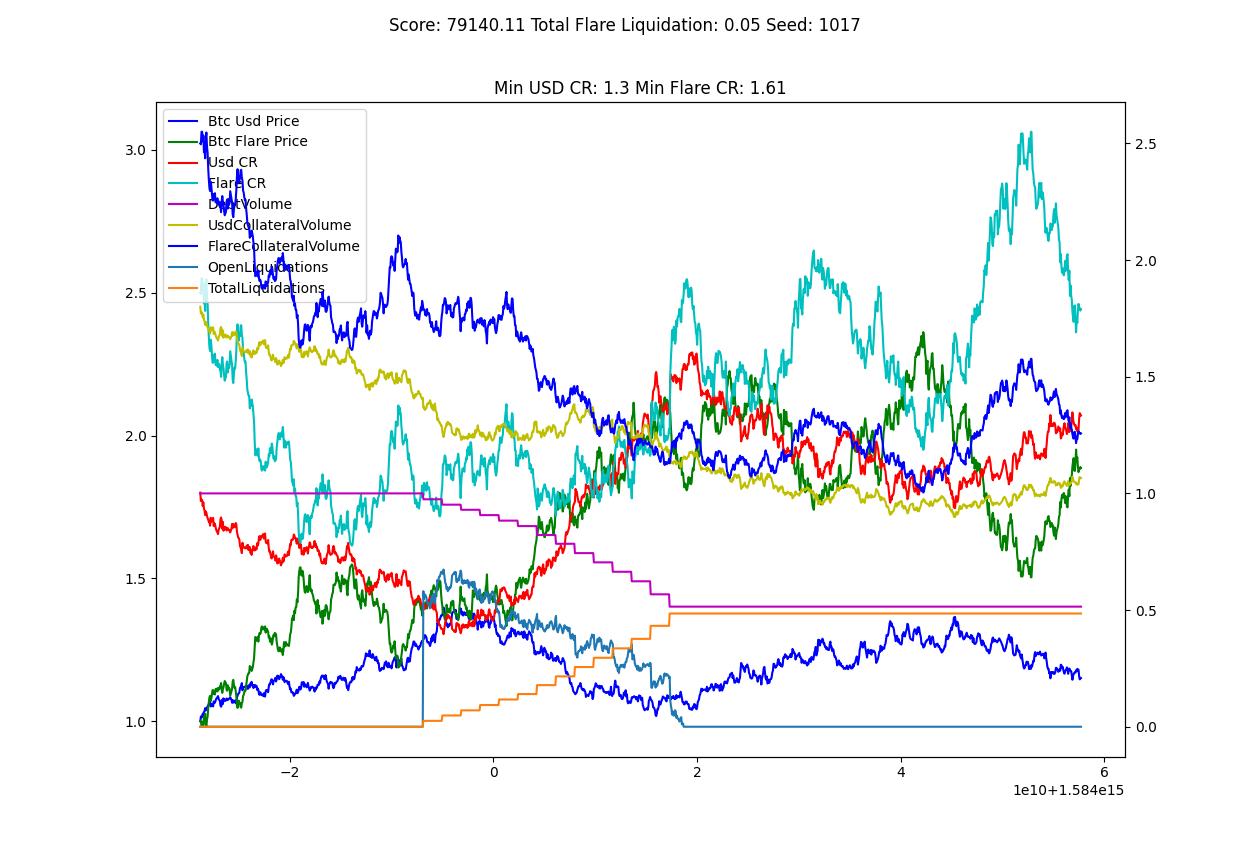 Score: 79140.11 Total Flare Liquidation: 0.05 Seed: 1017
Min USD CR: 1.3 Min Flare CR: 1.61
Btc Usd Price
Btc Flare Price
Usd CR
Flare CR
DebtVolume
UsdCollateralVolume
FlareCollateralVolume
OpenLiquidations
TotalLiquidations
3.0
2.5
2.0
1.5
1.0
2.5
2.0
1.5
1.0
0.5
0.0
−2
0
2
4
6
1e10+1.584e15